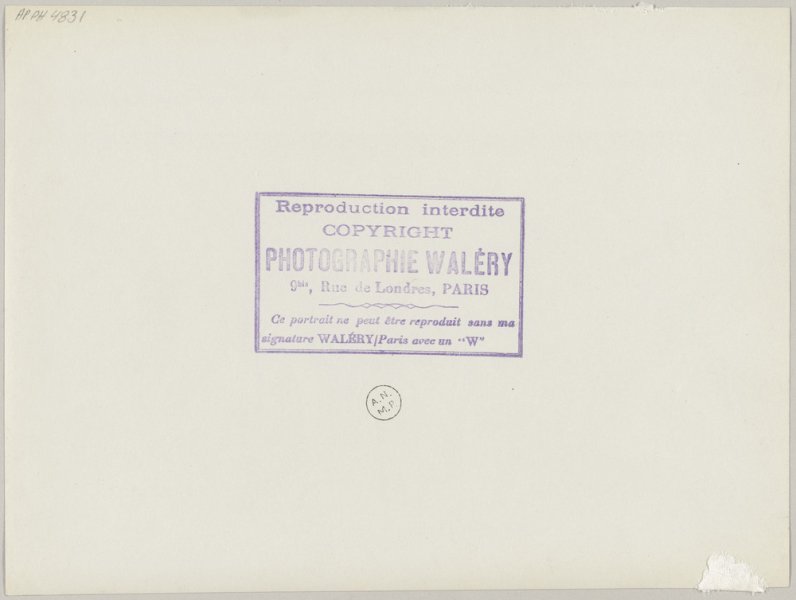 AP PH 4831
Reproduction interdite
COPYRIGHT
PHOTOGRAPHIE WALÉRY
9bis, Rue de Londres, PARIS
Ce portrait ne peut être reproduit sans ma
signature WALÉRY/Paris avec un "W"
A.N.
M.P.